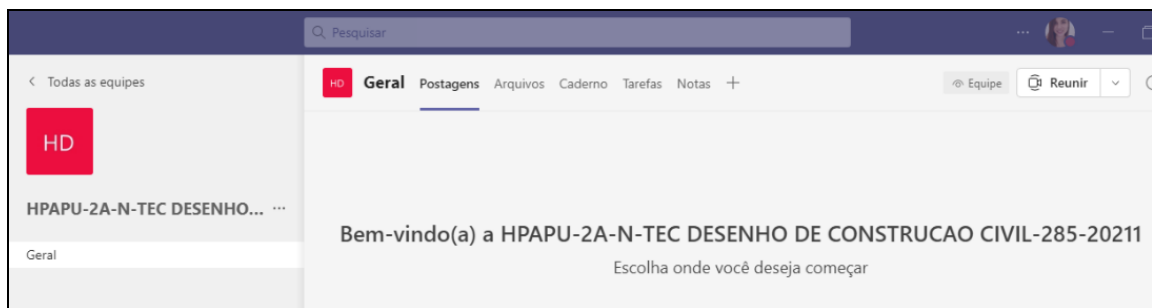 Pesquisar
Todas as equipes
HD
HPAPU-2A-N-TEC DESENHO... ...
Geral
HD Geral Postagens Arquivos Caderno Tarefas Notas +
Equipe Reunir
Bem-vindo(a) a HPAPU-2A-N-TEC DESENHO DE CONSTRUCAO CIVIL-285-20211
Escolha onde você deseja começar